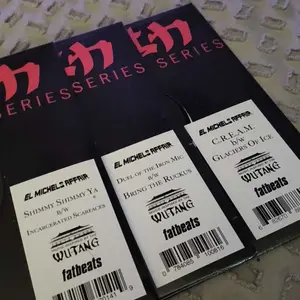 SERIES
SERIES
SERIES
EL MICHELS AFFAIR
SHIMMY SHIMMY YA
b/w
INCARCERATED SCARFACES
WUTANG
fatbeats
EL MICHELS AFFAIR
DUEL OF THE IRON MIC
b/w
BRING THE RUCKUS
WUTANG
fatbeats
EL MICHELS AFFAIR
C.R.E.A.M.
b/w
GLACIERS OF ICE
WUTANG
fatbeats